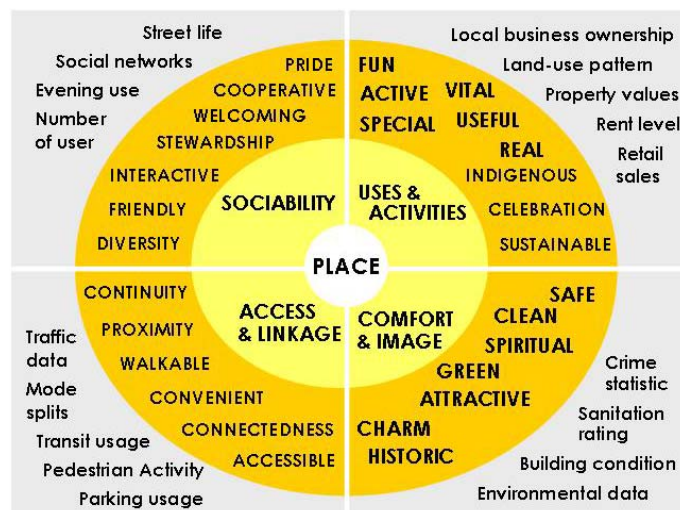 Street life
Social networks
Evening use
Number
of user
PRIDE
COOPERATIVE
WELCOMING
STEWARDSHIP
INTERACTIVE
FRIENDLY
DIVERSITY
SOCIABILITY
Local business ownership
Land-use pattern
Property values
Rent level
Retail
sales
FUN
ACTIVE
VITAL
SPECIAL
USEFUL
REAL
INDIGENOUS
CELEBRATION
SUSTAINABLE
USES &
ACTIVITIES
PLACE
ACCESS
& LINKAGE
CONTINUITY
PROXIMITY
WALKABLE
CONVENIENT
CONNECTEDNESS
ACCESSIBLE
Traffic
data
Mode
splits
Transit usage
Pedestrian Activity
Parking usage
COMFORT
& IMAGE
SAFE
CLEAN
SPIRITUAL
GREEN
ATTRACTIVE
CHARM
HISTORIC
Crime
statistic
Sanitation
rating
Building condition
Environmental data